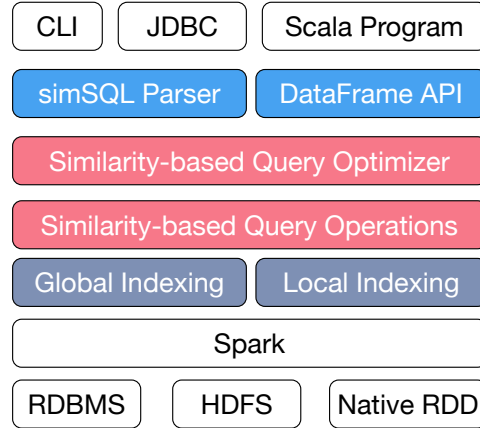 CLI JDBC Scala Program
simSQL Parser DataFrame API
Similarity-based Query Optimizer
Similarity-based Query Operations
Global Indexing Local Indexing
Spark
RDBMS HDFS Native RDD